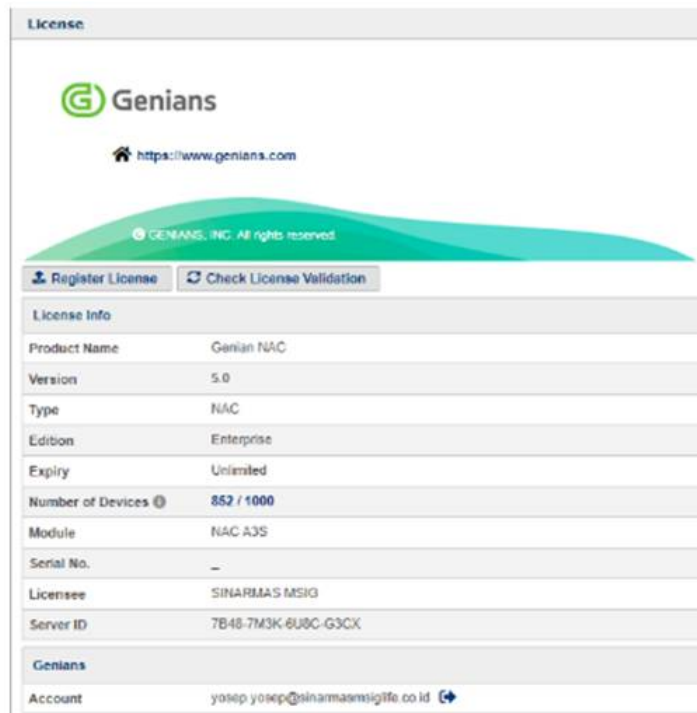 License
Genians
https://www.genians.com
GENIANS, INC. All rights reserved.
Register License Check License Validation
License Info
Product Name Genian NAC
Version 5.0
Type NAC
Edition Enterprise
Expiry Unlimited
Number of Devices 852 / 1000
Module NAC A3S
Serial No. _
Licensee SINARMAS MSIG
Server ID 7B48-7M3K-6U8C-G3CX
Genians
Account yosep.yosep@sinarmasmsiglife.co.id